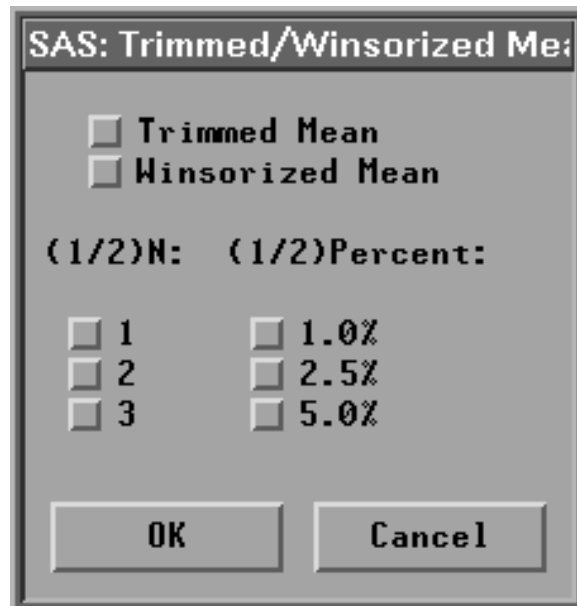 SAS: Trimmed/Winsorized Mea
Trimmed Mean
Winsorized Mean
(1/2)N: (1/2)Percent:
1 1.0%
2 2.5%
3 5.0%
OK Cancel